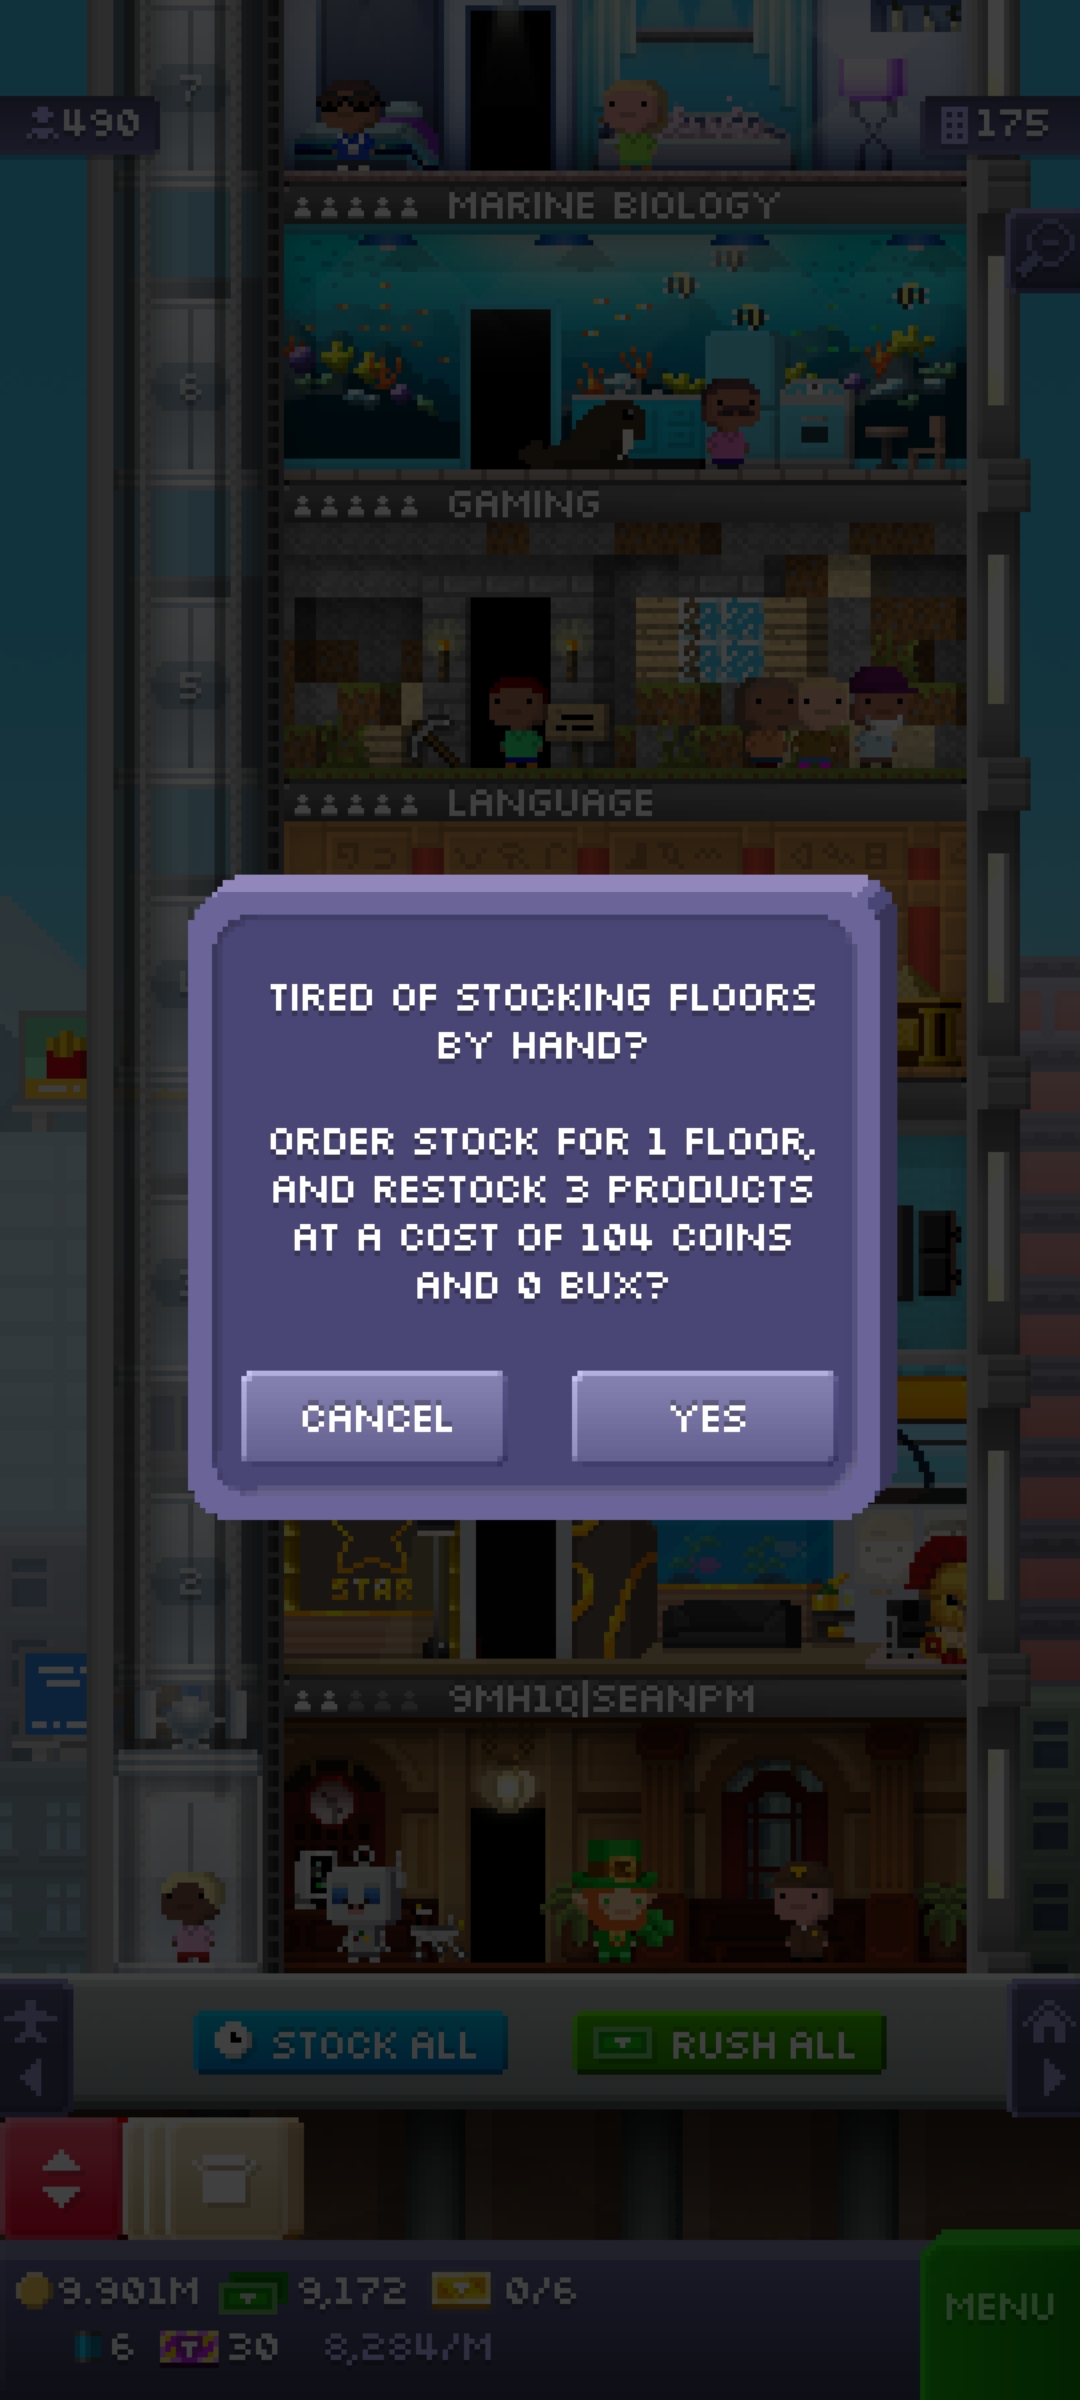 7
490
175
MARINE BIOLOGY
6
GAMING
5
LANGUAGE
TIRED OF STOCKING FLOORS
BY HAND?
ORDER STOCK FOR 1 FLOOR,
AND RESTOCK 3 PRODUCTS
AT A COST OF 104 COINS
AND 0 BUX?
CANCEL
YES
STAR
2
9MH1Q|SEANPM
STOCK ALL
RUSH ALL
9.901M
9,172
0/6
MENU
6
30
8,284/M